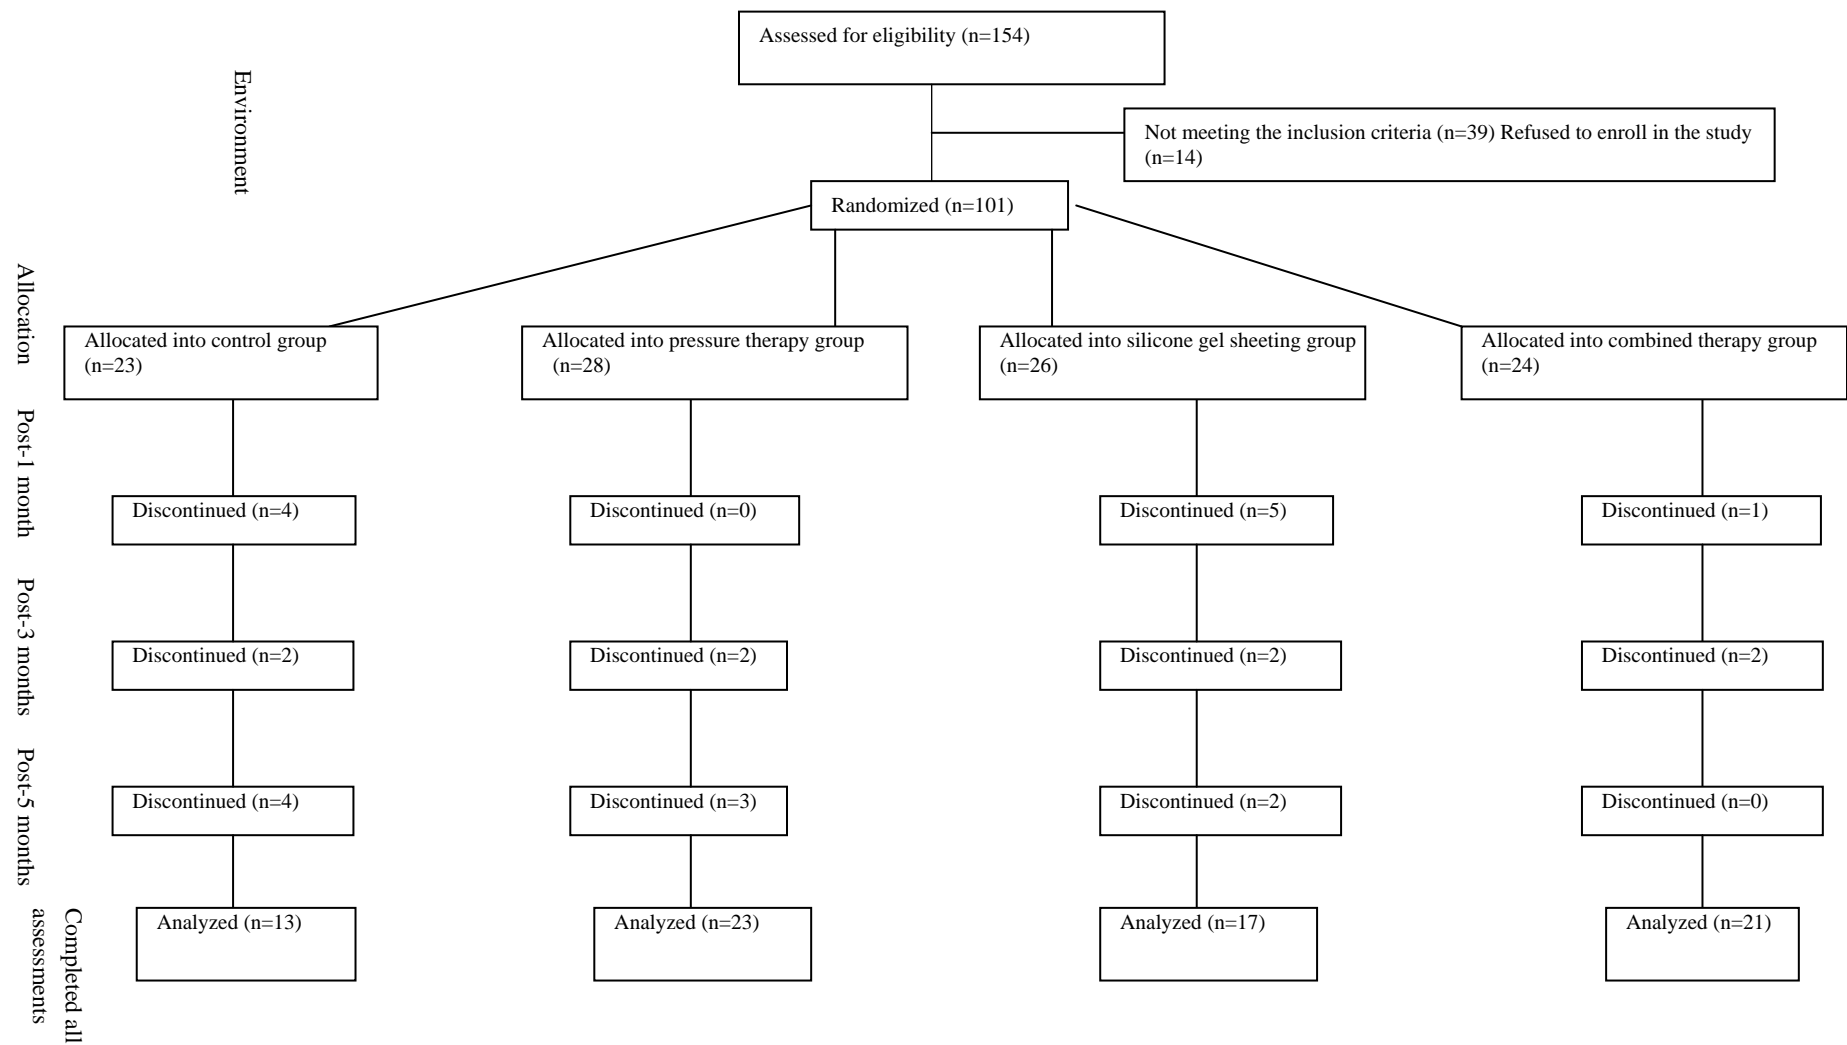 Assessed for eligibility (n=154)
Environment
Not meeting the inclusion criteria (n=39) Refused to enroll in the study
(n=14)
Randomized (n=101)
Allocation
Allocated into control group
(n=23)
Allocated into pressure therapy group
(n=28)
Allocated into silicone gel sheeting group
(n=26)
Allocated into combined therapy group
(n=24)
Post-1 month
Discontinued (n=4)
Discontinued (n=0)
Discontinued (n=5)
Discontinued (n=1)
Post-3 months
Discontinued (n=2)
Discontinued (n=2)
Discontinued (n=2)
Discontinued (n=2)
Post-5 months
Discontinued (n=4)
Discontinued (n=3)
Discontinued (n=2)
Discontinued (n=0)
Completed all
assessments
Analyzed (n=13)
Analyzed (n=23)
Analyzed (n=17)
Analyzed (n=21)